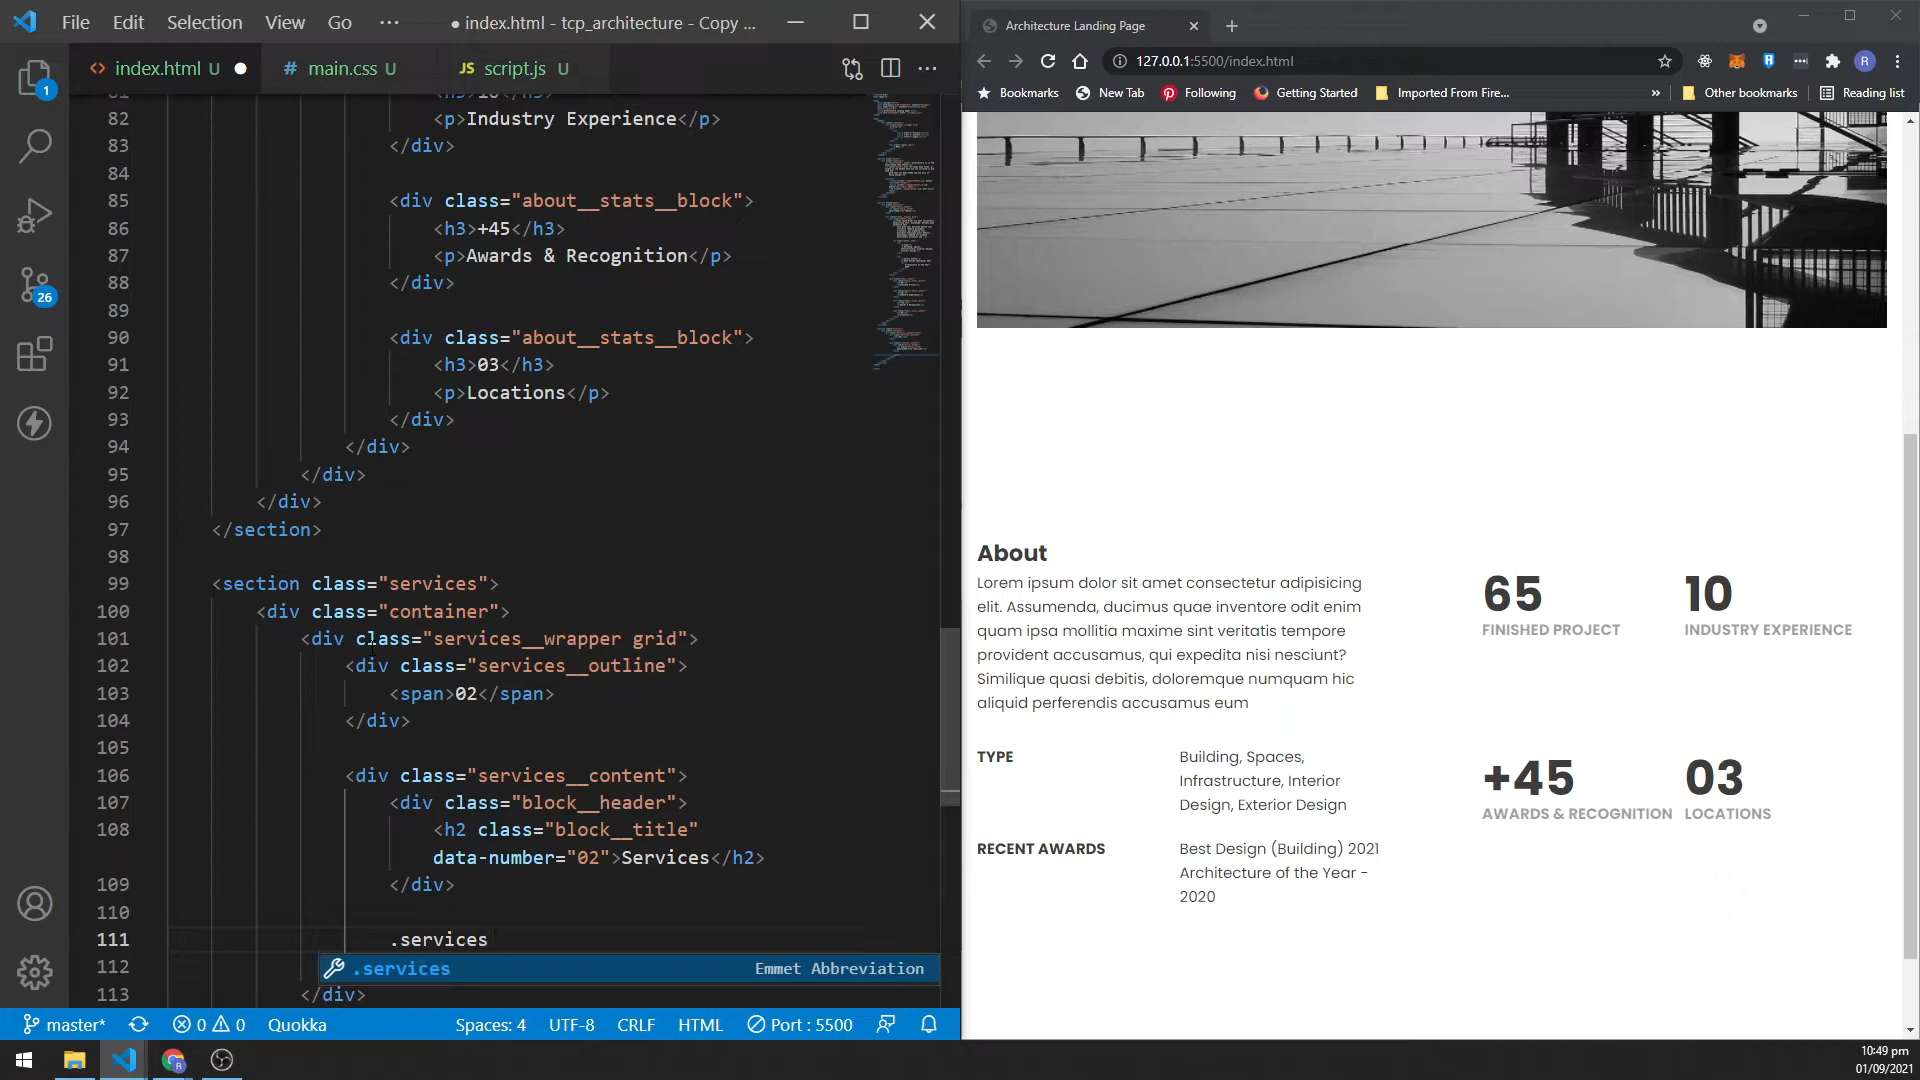 File Edit Selection View Go ··· ● index.html - tcp_architecture - Copy ...
index.html U ● # main.css U JS script.js U
82 <p>Industry Experience</p>
83 </div>
84
85 <div class="about__stats__block">
86 <h3>+45</h3>
87 <p>Awards & Recognition</p>
88 </div>
89
90 <div class="about__stats__block">
91 <h3>03</h3>
92 <p>Locations</p>
93 </div>
94 </div>
95 </div>
96 </div>
97 </section>
98
99 <section class="services">
100 <div class="container">
101 <div class="services__wrapper grid">
102 <div class="services__outline">
103 <span>02</span>
104 </div>
105
106 <div class="services__content">
107 <div class="block__header">
108 <h2 class="block__title"
data-number="02">Services</h2>
109 </div>
110
111 .services
.services Emmet Abbreviation
112
113 </div>
1
26
master* 0 0 Quokka Spaces: 4 UTF-8 CRLF HTML Port : 5500
Architecture Landing Page
127.0.0.1:5500/index.html
R
Bookmarks New Tab Following Getting Started Imported From Fire... » Other bookmarks Reading list
About
Lorem ipsum dolor sit amet consectetur adipisicing
elit. Assumenda, ducimus quae inventore odit enim
quam ipsa mollitia maxime sint veritatis tempore
provident accusamus, qui expedita nisi nesciunt?
Similique quasi debitis, doloremque numquam hic
aliquid perferendis accusamus eum
TYPE
Building, Spaces,
Infrastructure, Interior
Design, Exterior Design
RECENT AWARDS
Best Design (Building) 2021
Architecture of the Year -
2020
65
FINISHED PROJECT
10
INDUSTRY EXPERIENCE
+45
AWARDS & RECOGNITION
03
LOCATIONS
10:49 pm
01/09/2021